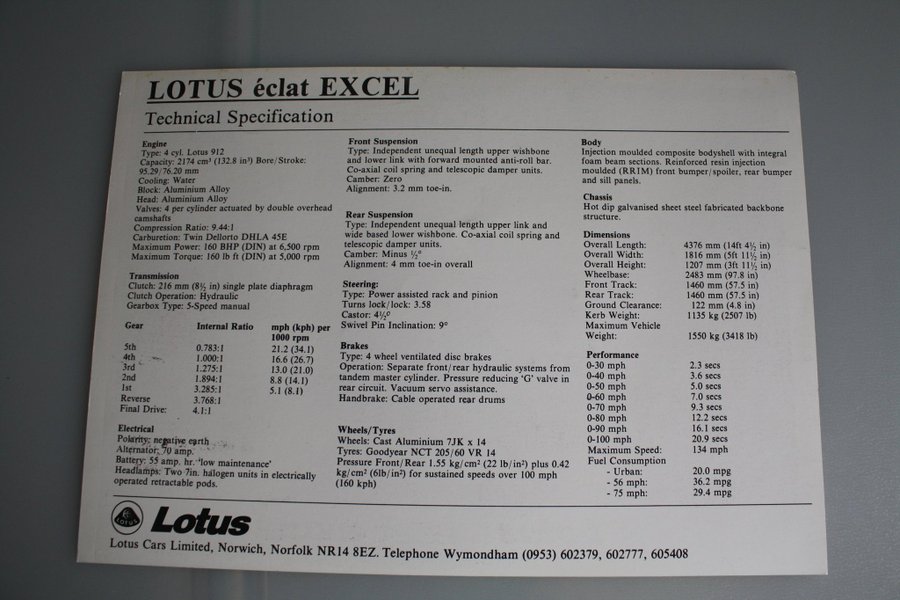 LOTUS éclat EXCEL
Technical Specification
Engine
Type: 4 cyl. Lotus 912
Capacity: 2174 cm³ (132.8 in³) Bore/Stroke:
95.29/76.20 mm
Cooling: Water
Block: Aluminium Alloy
Head: Aluminium Alloy
Valves: 4 per cylinder actuated by double overhead
camshafts
Compression Ratio: 9.44:1
Carburetion: Twin Dellorto DHLA 45E
Maximum Power: 160 BHP (DIN) at 6,500 rpm
Maximum Torque: 160 lb ft (DIN) at 5,000 rpm
Transmission
Clutch: 216 mm (8½ in) single plate diaphragm
Clutch Operation: Hydraulic
Gearbox Type: 5-Speed manual
Gear Internal Ratio mph (kph) per
1000 rpm
5th 0.783:1 21.2 (34.1)
4th 1.000:1 16.6 (26.7)
3rd 1.275:1 13.0 (21.0)
2nd 1.894:1 8.8 (14.1)
1st 3.285:1 5.1 (8.1)
Reverse 3.768:1
Final Drive: 4.1:1
Electrical
Polarity: negative earth
Alternator: 70 amp.
Battery: 55 amp. hr. 'low maintenance'
Headlamps: Two 7in. halogen units in electrically
operated retractable pods.
Front Suspension
Type: Independent unequal length upper wishbone
and lower link with forward mounted anti-roll bar.
Co-axial coil spring and telescopic damper units.
Camber: Zero
Alignment: 3.2 mm toe-in.
Rear Suspension
Type: Independent unequal length upper link and
wide based lower wishbone. Co-axial coil spring and
telescopic damper units.
Camber: Minus ½°
Alignment: 4 mm toe-in overall
Steering:
Type: Power assisted rack and pinion
Turns lock/lock: 3.58
Castor: 4½°
Swivel Pin Inclination: 9°
Brakes
Type: 4 wheel ventilated disc brakes
Operation: Separate front/rear hydraulic systems from
tandem master cylinder. Pressure reducing 'G' valve in
rear circuit. Vacuum servo assistance.
Handbrake: Cable operated rear drums
Wheels/Tyres
Wheels: Cast Aluminium 7JK x 14
Tyres: Goodyear NCT 205/60 VR 14
Pressure Front/Rear 1.55 kg/cm² (22 lb/in²) plus 0.42
kg/cm² (6lb/in²) for sustained speeds over 100 mph
(160 kph)
Body
Injection moulded composite bodyshell with integral
foam beam sections. Reinforced resin injection
moulded (RRIM) front bumper/spoiler, rear bumper
and sill panels.
Chassis
Hot dip galvanised sheet steel fabricated backbone
structure.
Dimensions
Overall Length: 4376 mm (14ft 4½ in)
Overall Width: 1816 mm (5ft 11½ in)
Overall Height: 1207 mm (3ft 11½ in)
Wheelbase: 2483 mm (97.8 in)
Front Track: 1460 mm (57.5 in)
Rear Track: 1460 mm (57.5 in)
Ground Clearance: 122 mm (4.8 in)
Kerb Weight: 1135 kg (2507 lb)
Maximum Vehicle
Weight: 1550 kg (3418 lb)
Performance
0-30 mph 2.3 secs
0-40 mph 3.6 secs
0-50 mph 5.0 secs
0-60 mph 7.0 secs
0-70 mph 9.3 secs
0-80 mph 12.2 secs
0-90 mph 16.1 secs
0-100 mph 20.9 secs
Maximum Speed: 134 mph
Fuel Consumption
- Urban: 20.0 mpg
- 56 mph: 36.2 mpg
- 75 mph: 29.4 mpg
LOTUS Lotus
Lotus Cars Limited, Norwich, Norfolk NR14 8EZ. Telephone Wymondham (0953) 602379, 602777, 605408